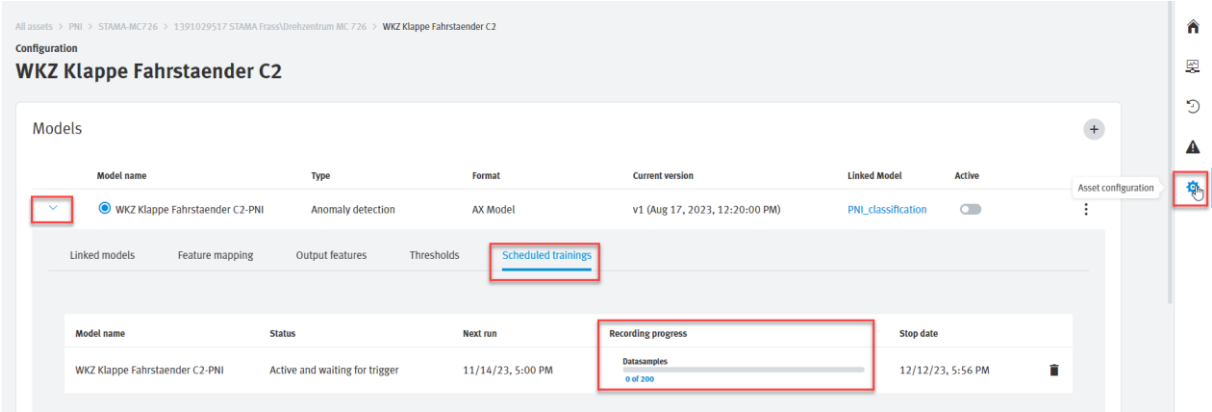 All assets > PNI > STAMA-MC726 > 1391029517 STAMA Frass\Drehzentrum MC 726 > WKZ Klappe Fahrstaender C2
Configuration
WKZ Klappe Fahrstaender C2
Models
+
Model name Type Format Current version Linked Model Active
Asset configuration
WKZ Klappe Fahrstaender C2-PNI Anomaly detection AX Model v1 (Aug 17, 2023, 12:20:00 PM) PNI_classification
Linked models Feature mapping Output features Thresholds Scheduled trainings
Model name Status Next run Recording progress Stop date
WKZ Klappe Fahrstaender C2-PNI Active and waiting for trigger 11/14/23, 5:00 PM Datasamples 12/12/23, 5:56 PM
0 of 200